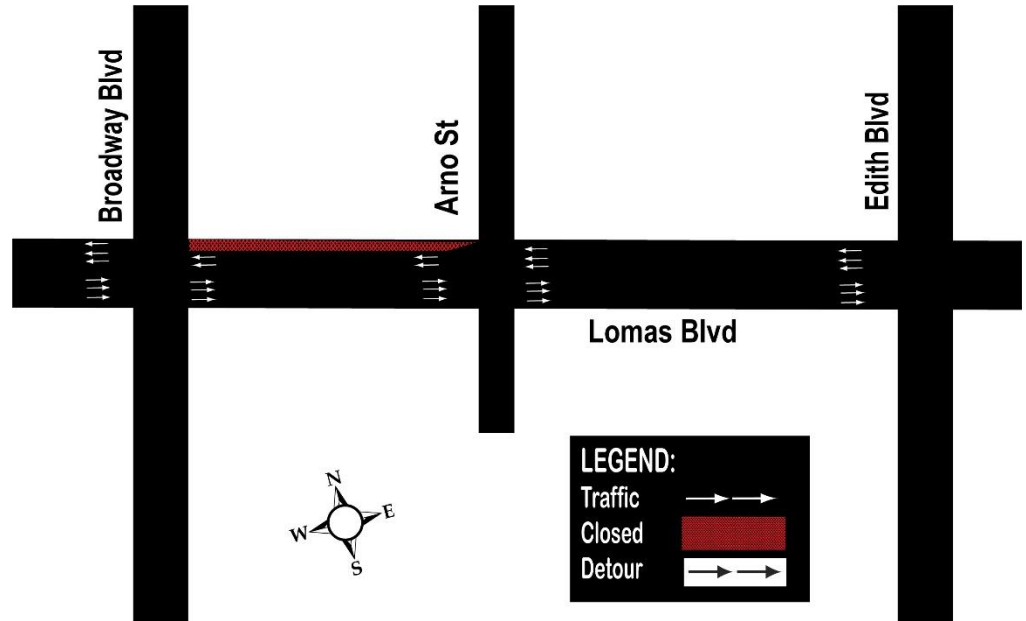 Broadway Blvd
Arno St
Edith Blvd
Lomas Blvd
N
W
E
S
LEGEND:
Traffic
Closed
Detour